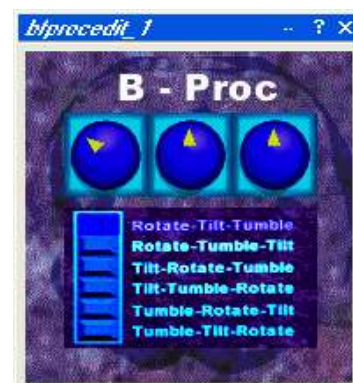 btprocedit_1
B - Proc
Rotate-Tilt-Tumble
Rotate-Tumble-Tilt
Tilt-Rotate-Tumble
Tilt-Tumble-Rotate
Tumble-Rotate-Tilt
Tumble-Tilt-Rotate